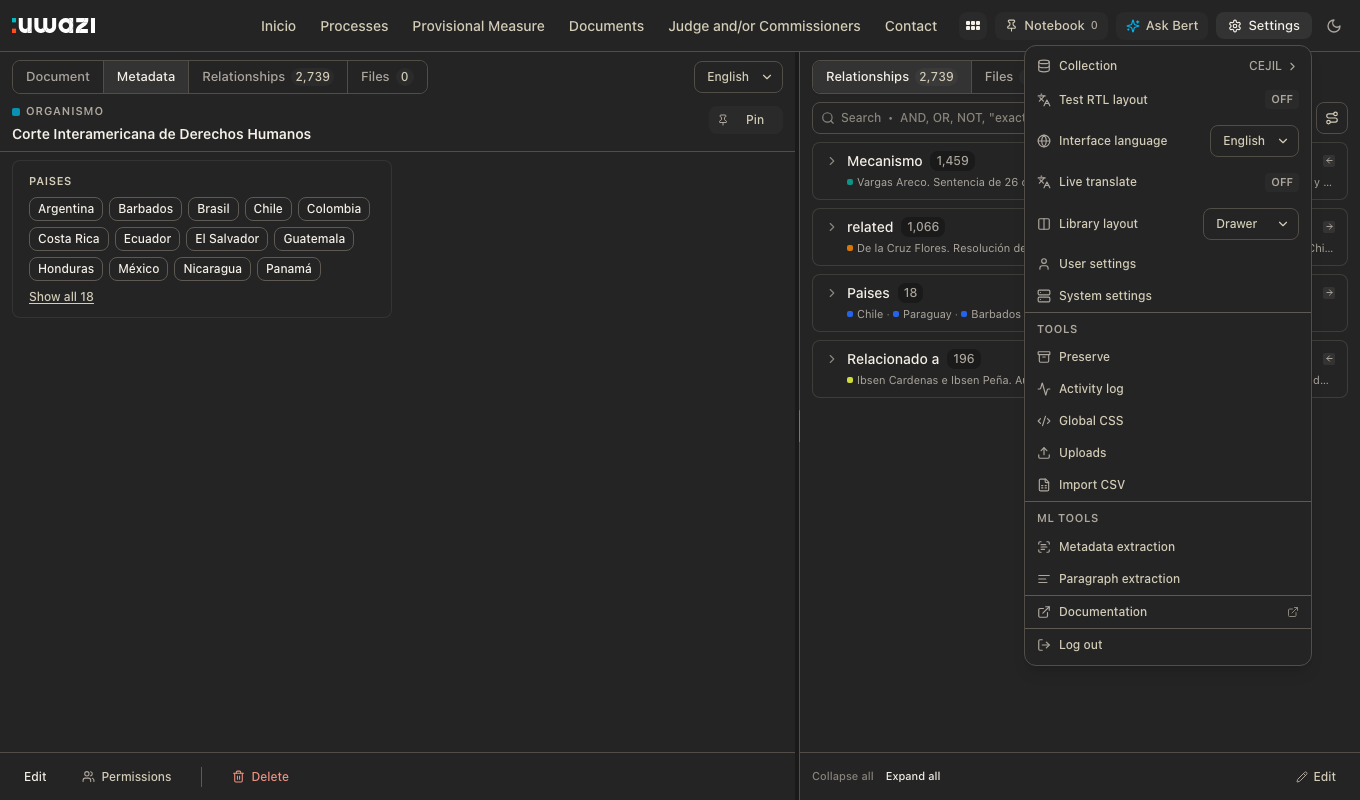 :uwazi
Inicio Processes Provisional Measure Documents Judge and/or Commissioners Contact Notebook 0 Ask Bert Settings
Document Metadata Relationships 2,739 Files 0 English
ORGANISMO
Corte Interamericana de Derechos Humanos
Pin
PAISES
Argentina Barbados Brasil Chile Colombia
Costa Rica Ecuador El Salvador Guatemala
Honduras México Nicaragua Panamá
Show all 18
Edit Permissions Delete
Relationships 2,739 Files
Search • AND, OR, NOT, "exact
Mecanismo 1,459
Vargas Areco. Sentencia de 26 y ...
related 1,066
De la Cruz Flores. Resolución de Chi...
Paises 18
Chile · Paraguay · Barbados
Relacionado a 196
Ibsen Cardenas e Ibsen Peña. d...
Collapse all Expand all Edit
Collection CEJIL
Test RTL layout OFF
Interface language English
Live translate OFF
Library layout Drawer
User settings
System settings
TOOLS
Preserve
Activity log
Global CSS
Uploads
Import CSV
ML TOOLS
Metadata extraction
Paragraph extraction
Documentation
Log out